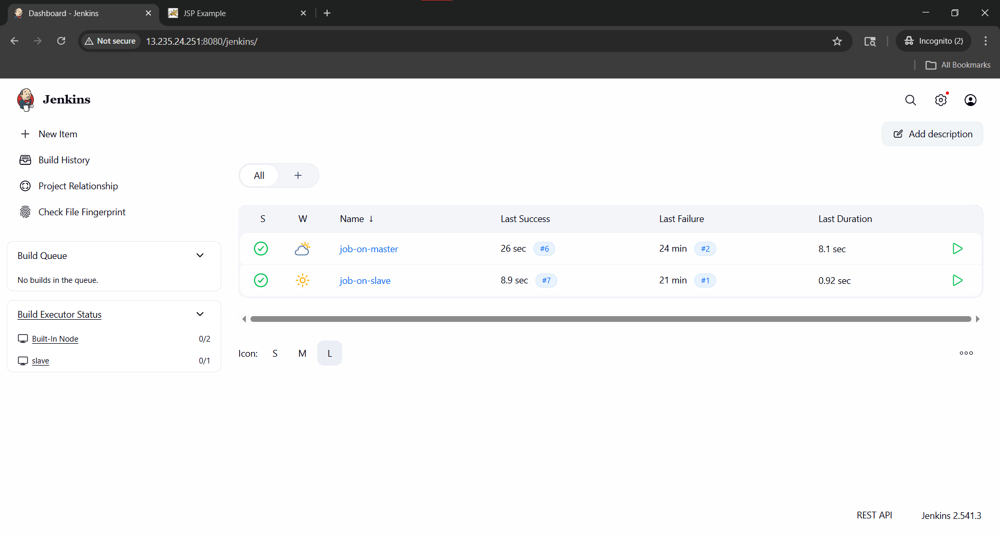 Dashboard - Jenkins
JSP Example
Not secure
13.235.24.251:8080/jenkins/
Incognito (2)
All Bookmarks
Jenkins
New Item
Add description
Build History
Project Relationship
Check File Fingerprint
All
S W Name ↓ Last Success Last Failure Last Duration
job-on-master 26 sec #6 24 min #2 8.1 sec
job-on-slave 8.9 sec #7 21 min #1 0.92 sec
Build Queue
No builds in the queue.
Build Executor Status
Built-In Node 0/2
slave 0/1
Icon: S M L
REST API Jenkins 2.541.3